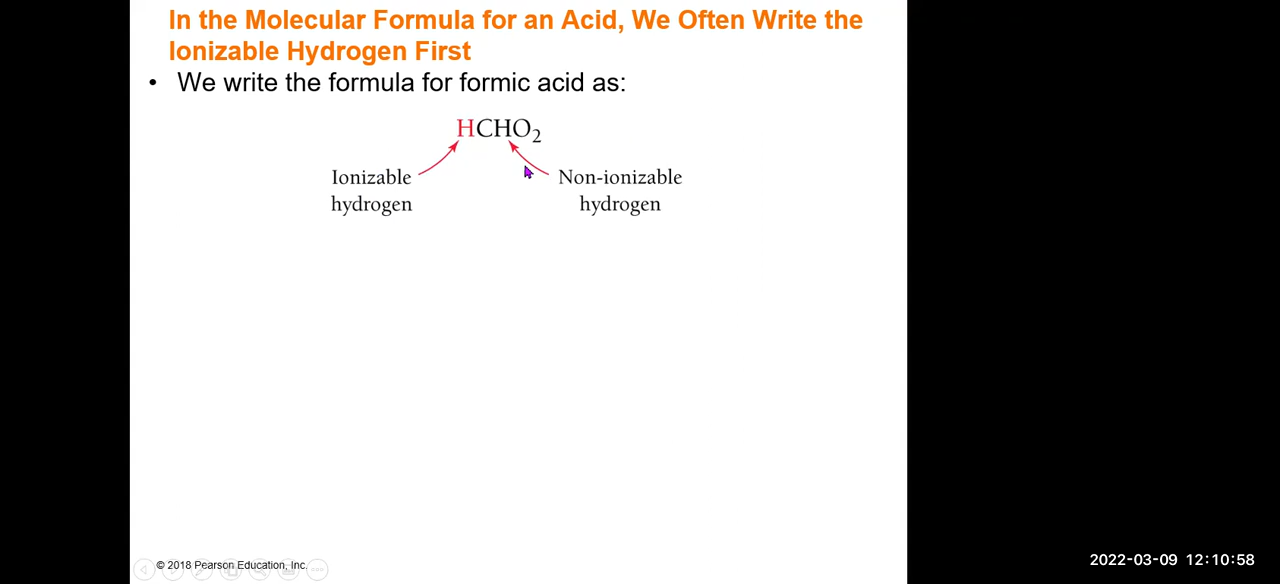 In the Molecular Formula for an Acid, We Often Write the
Ionizable Hydrogen First
• We write the formula for formic acid as:
HCHO₂
Ionizable
hydrogen
Non-ionizable
hydrogen
© 2018 Pearson Education, Inc.
2022-03-09 12:10:58